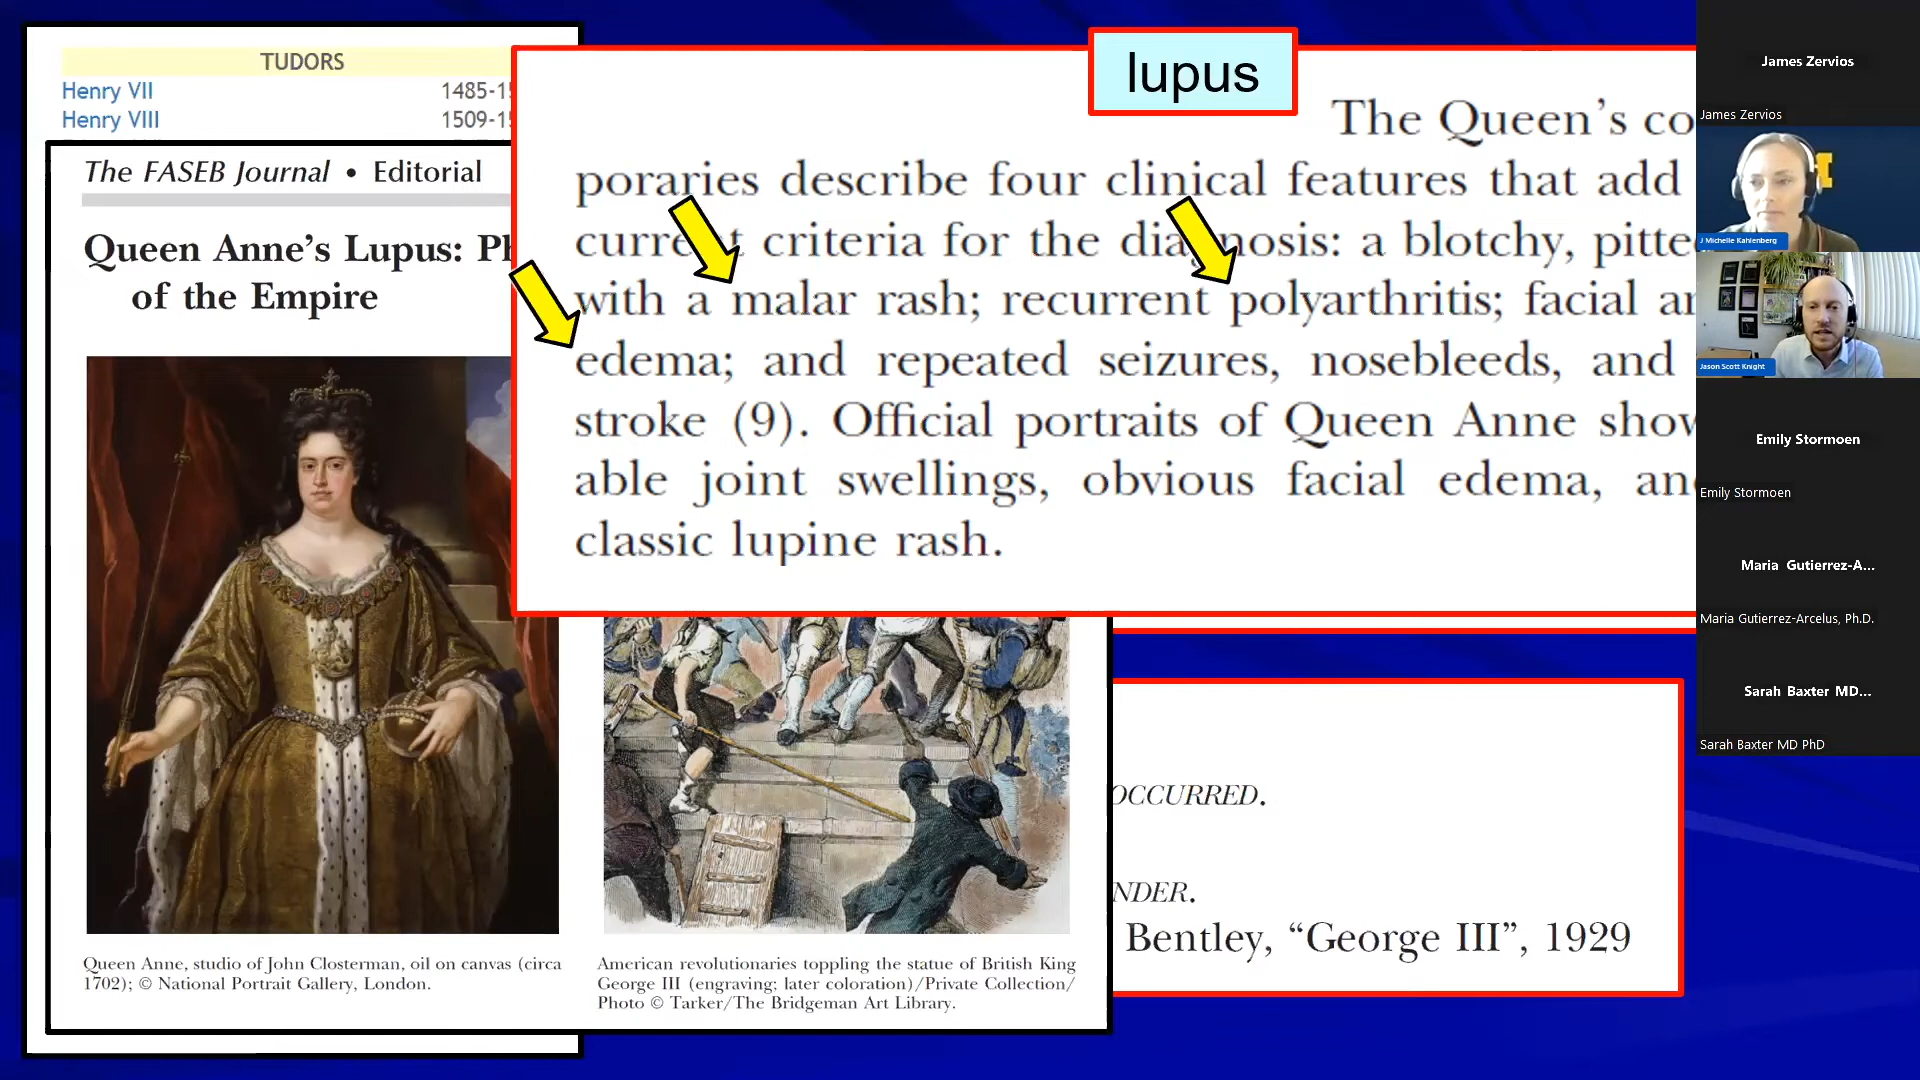 TUDORS
Henry VII 1485-15
Henry VIII 1509-15
The FASEB Journal • Editorial
Queen Anne's Lupus: Ph
of the Empire
lupus
The Queen's co
poraries describe four clinical features that add
current criteria for the diagnosis: a blotchy, pitte
with a malar rash; recurrent polyarthritis; facial an
edema; and repeated seizures, nosebleeds, and
stroke (9). Official portraits of Queen Anne show
able joint swellings, obvious facial edema, and
classic lupine rash.
OCCURRED.
NDER.
Bentley, “George III”, 1929
Queen Anne, studio of John Closterman, oil on canvas (circa
1702); © National Portrait Gallery, London.
American revolutionaries toppling the statue of British King
George III (engraving; later coloration)/Private Collection/
Photo © Tarker/The Bridgeman Art Library.
James Zervios
James Zervios
J Michelle Kahlenberg
Jason Scott Knight
Emily Stormoen
Emily Stormoen
Maria Gutierrez-A...
Maria Gutierrez-Arcelus, Ph.D.
Sarah Baxter MD...
Sarah Baxter MD PhD